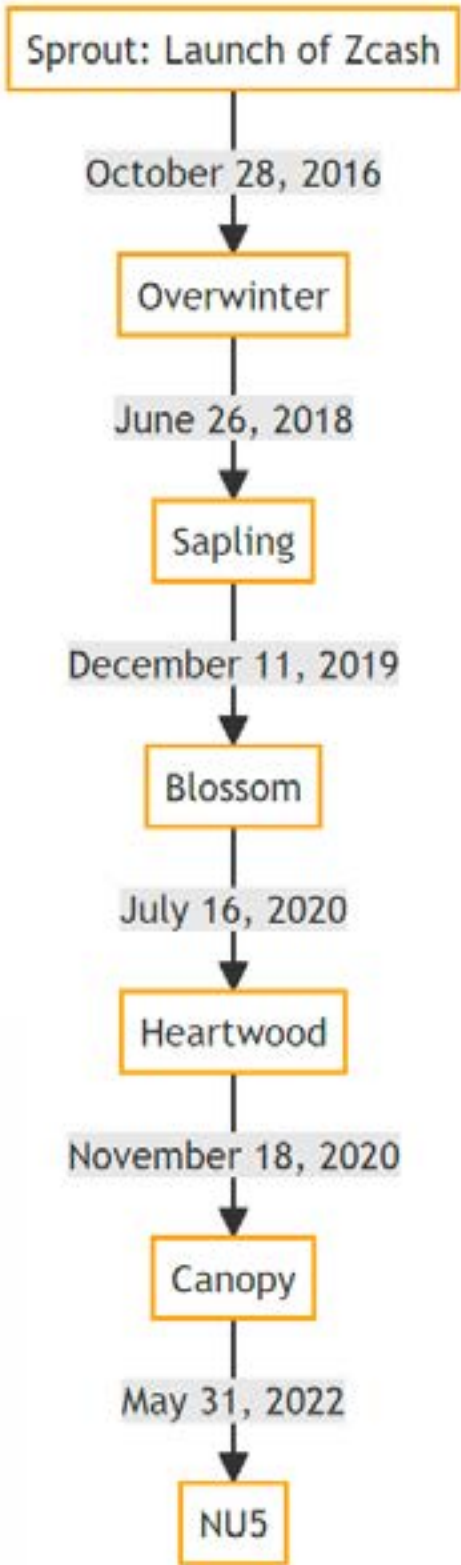 Sprout: Launch of Zcash
October 28, 2016
Overwinter
June 26, 2018
Sapling
December 11, 2019
Blossom
July 16, 2020
Heartwood
November 18, 2020
Canopy
May 31, 2022
NU5